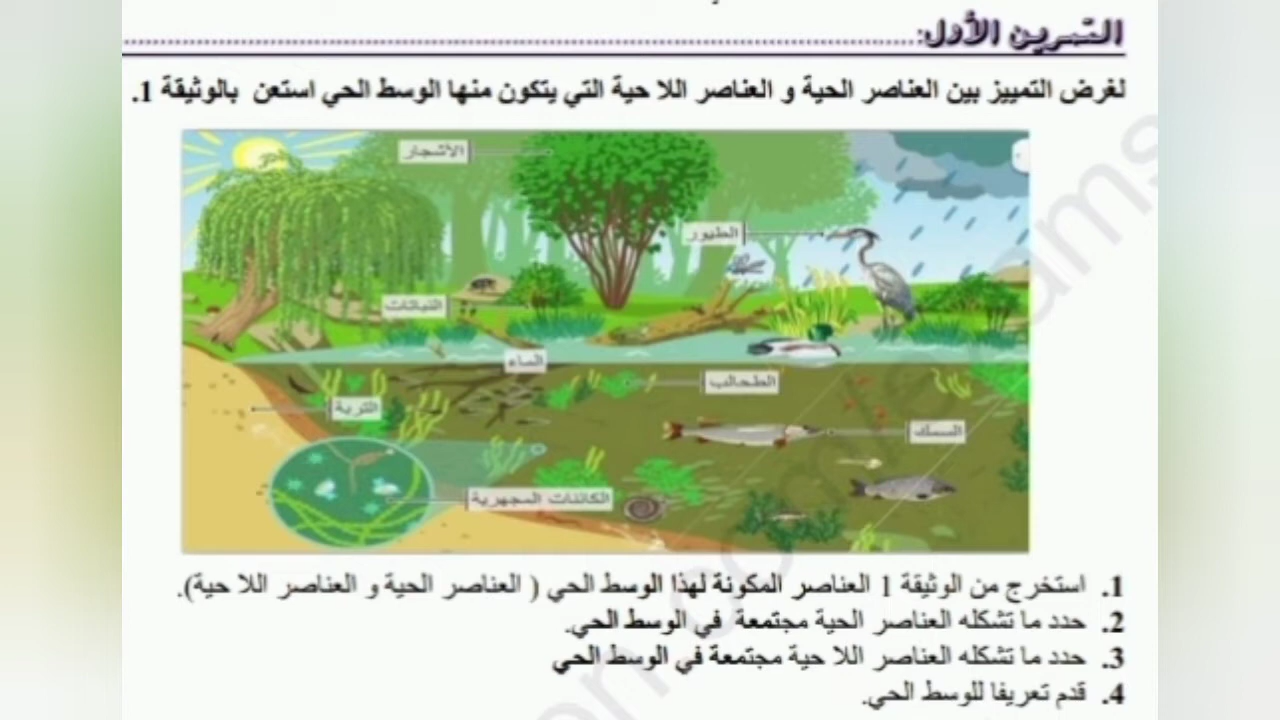 التمرين الأول:
لغرض التمييز بين العناصر الحية و العناصر اللا حية التي يتكون منها الوسط الحي استعن بالوثيقة 1.
الأشجار
الطيور
النباتات
الماء
الطحالب
التربة
السمك
الكائنات المجهرية
1. استخرج من الوثيقة 1 العناصر المكونة لهذا الوسط الحي ( العناصر الحية و العناصر اللا حية).
2. حدد ما تشكله العناصر الحية مجتمعة في الوسط الحي.
3. حدد ما تشكله العناصر اللا حية مجتمعة في الوسط الحي
4. قدم تعريفا للوسط الحي.